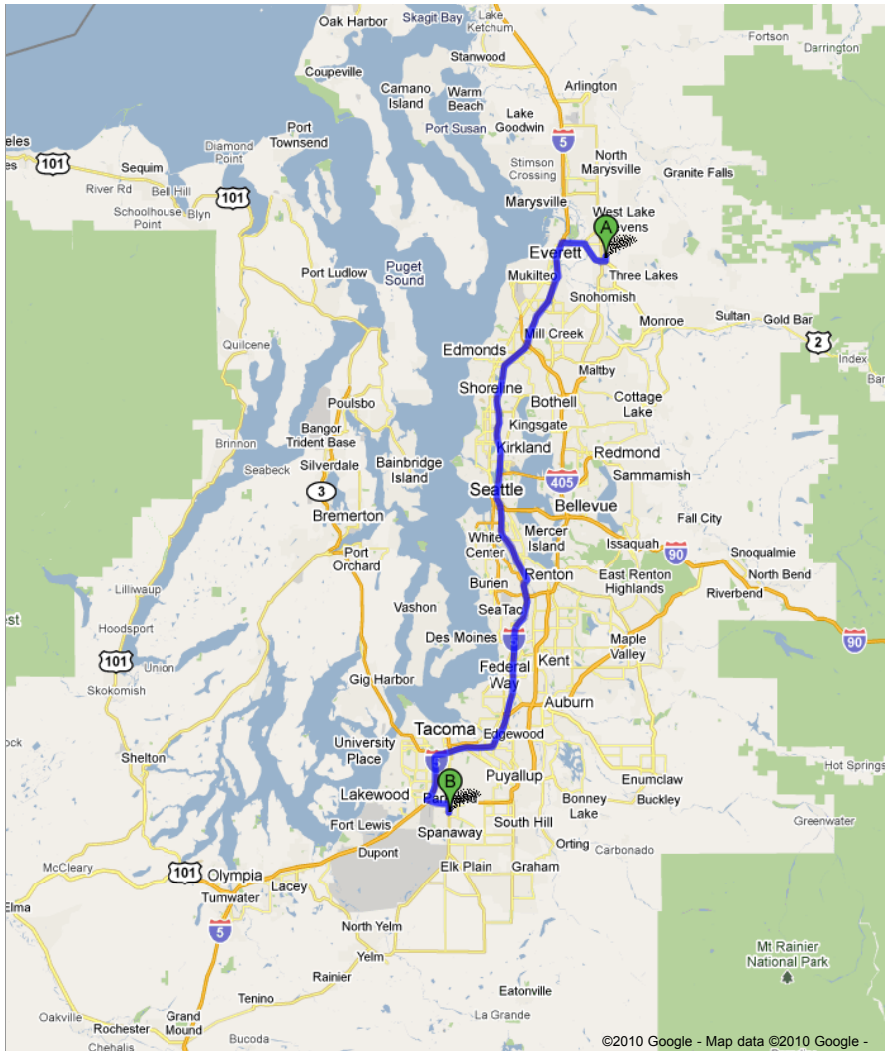 Skagit Bay
Lake
Ketchum
Oak Harbor
Stanwood
Fortson
Darrington
Coupeville
Camano
Island
Warm
Beach
Arlington
Lake
Goodwin
Port Susan
5
Port
Townsend
Diamond
Point
eles
es
101
Sequim
River Rd
Bell Hill
Blyn
101
Schoolhouse
Point
Stimson
Crossing
North
Marysville
Granite Falls
Marysville
West Lake
vens
A
Everett
Port Ludlow
Puget
Sound
Mukilteo
Three Lakes
Snohomish
Monroe
Sultan
Gold Bar
2
Index
Bar
Quilcene
Mill Creek
Edmonds
Maltby
Shoreline
Cottage
Lake
Bothell
Poulsbo
Kingsgate
Bangor
Trident Base
Brinnon
Seabeck
Silverdale
Bainbridge
Island
Kirkland
Redmond
Sammamish
405
Seattle
Bellevue
3
Bremerton
Fall City
Mercer
Island
White
Center
Issaquah
90
Snoqualmie
North Bend
Port
Orchard
Renton
East Renton
Highlands
Riverbend
Burien
Lilliwaup
Vashon
SeaTac
Hoodsport
est
Des Moines
5
Maple
Valley
90
101
Union
Kent
Federal
Way
Skokomish
Gig Harbor
Auburn
Tacoma
Edgewood
ock
University
Place
Shelton
5
Enumclaw
Hot Springs
Puyallup
B
Lakewood
Par
Bonney
Lake
Buckley
Fort Lewis
South Hill
Greenwater
Spanaway
Orting
Carbonado
Dupont
McCleary
101
Olympia
Elk Plain
Graham
Lacey
Tumwater
Elma
5
North Yelm
Yelm
Mt Rainier
National Park
Rainier
Eatonville
Tenino
La Grande
Oakville
Rochester
Grand
Mound
Bucoda
Chehalis
©2010 Google - Map data ©2010 Google -